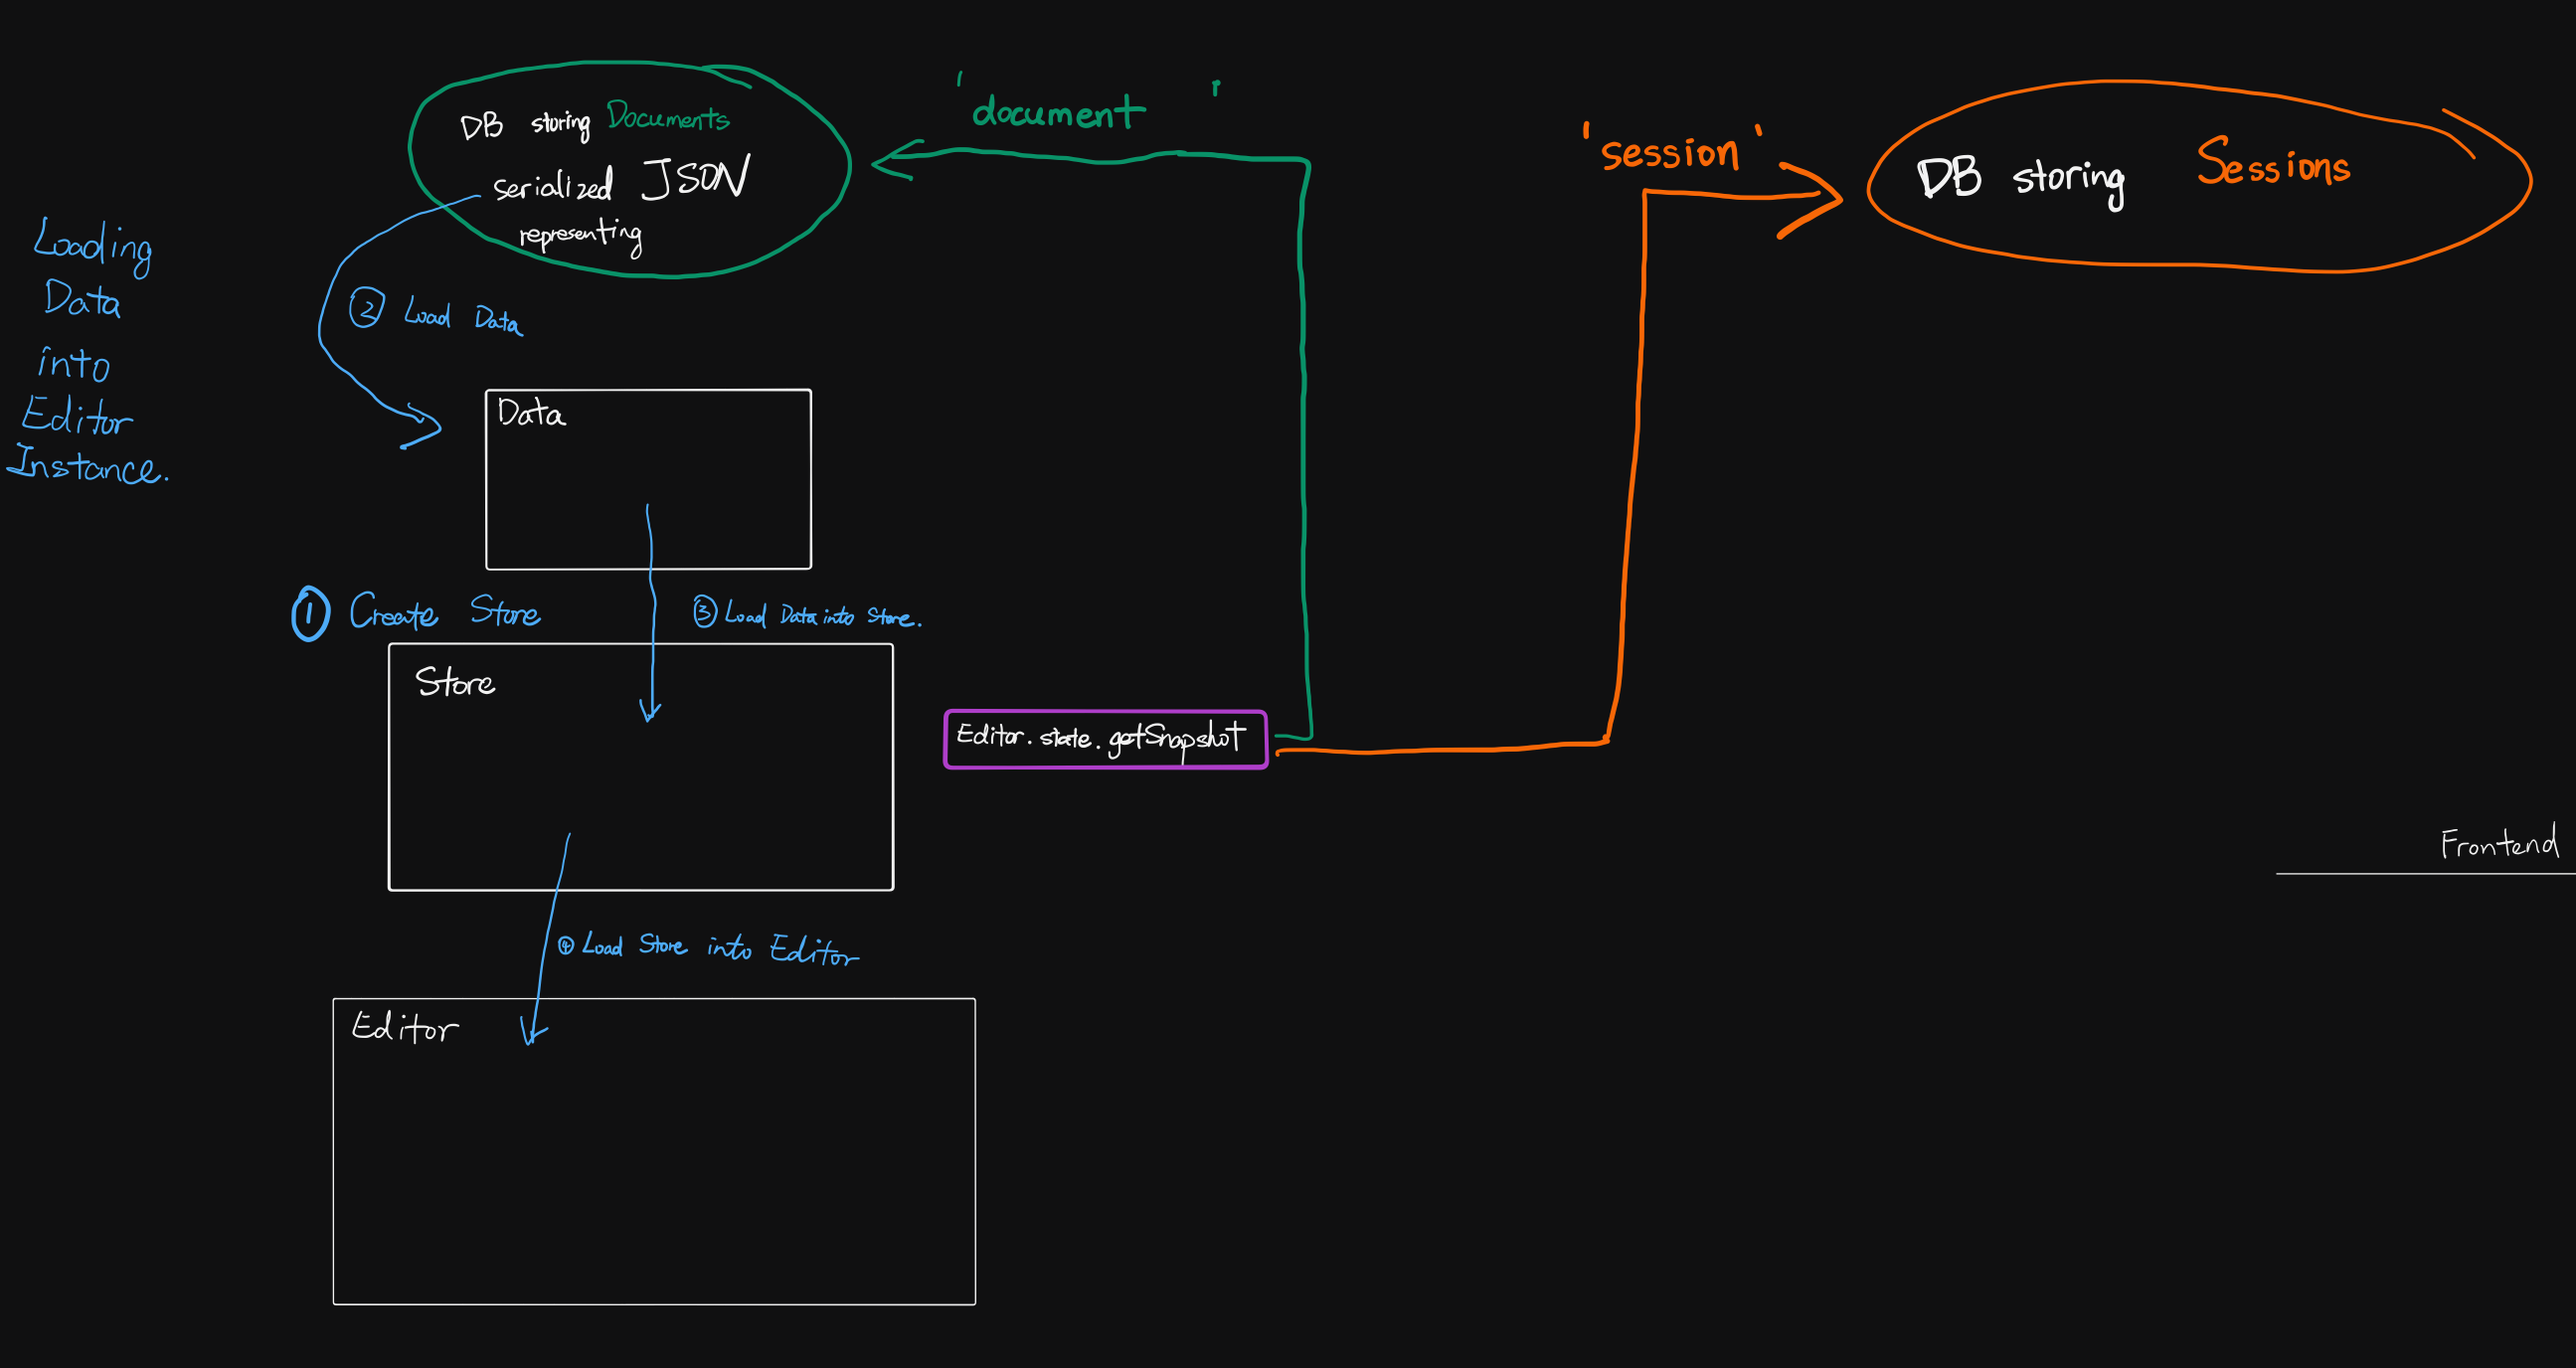 Loading
Data
into
Editor
Instance.
DB storing Documents
serialized JSON
representing
'document'
'session'
DB storing Sessions
② Load Data
Data
① Create Store
③ Load Data into Store.
Store
Editor.state.getSnapshot
④ Load Store into Editor
Editor
Frontend